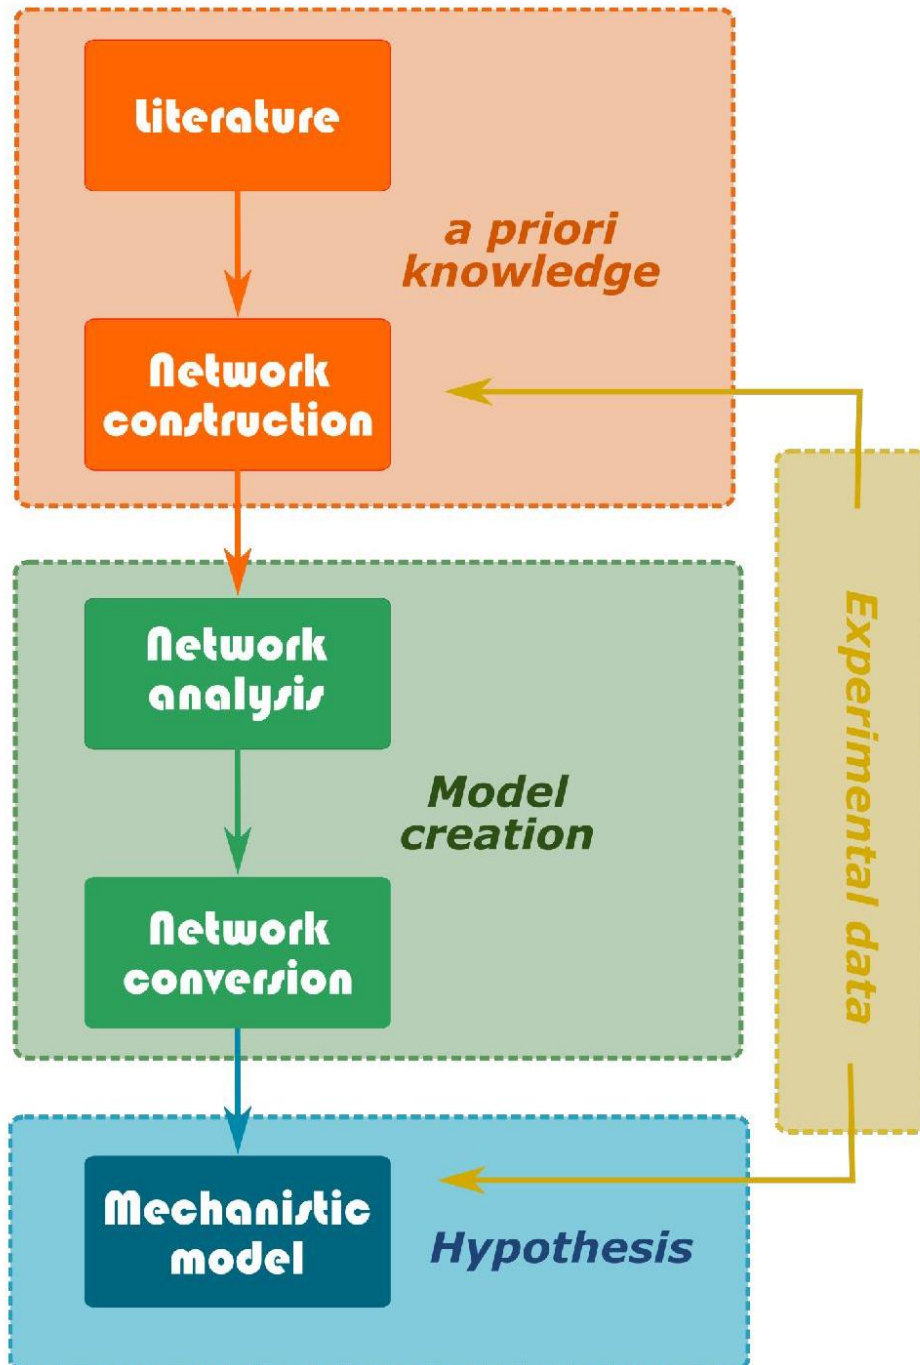 Literature
a priori
knowledge
Network
construction
Network
analysis
Model
creation
Network
conversion
Experimental data
Mechanistic
model
Hypothesis